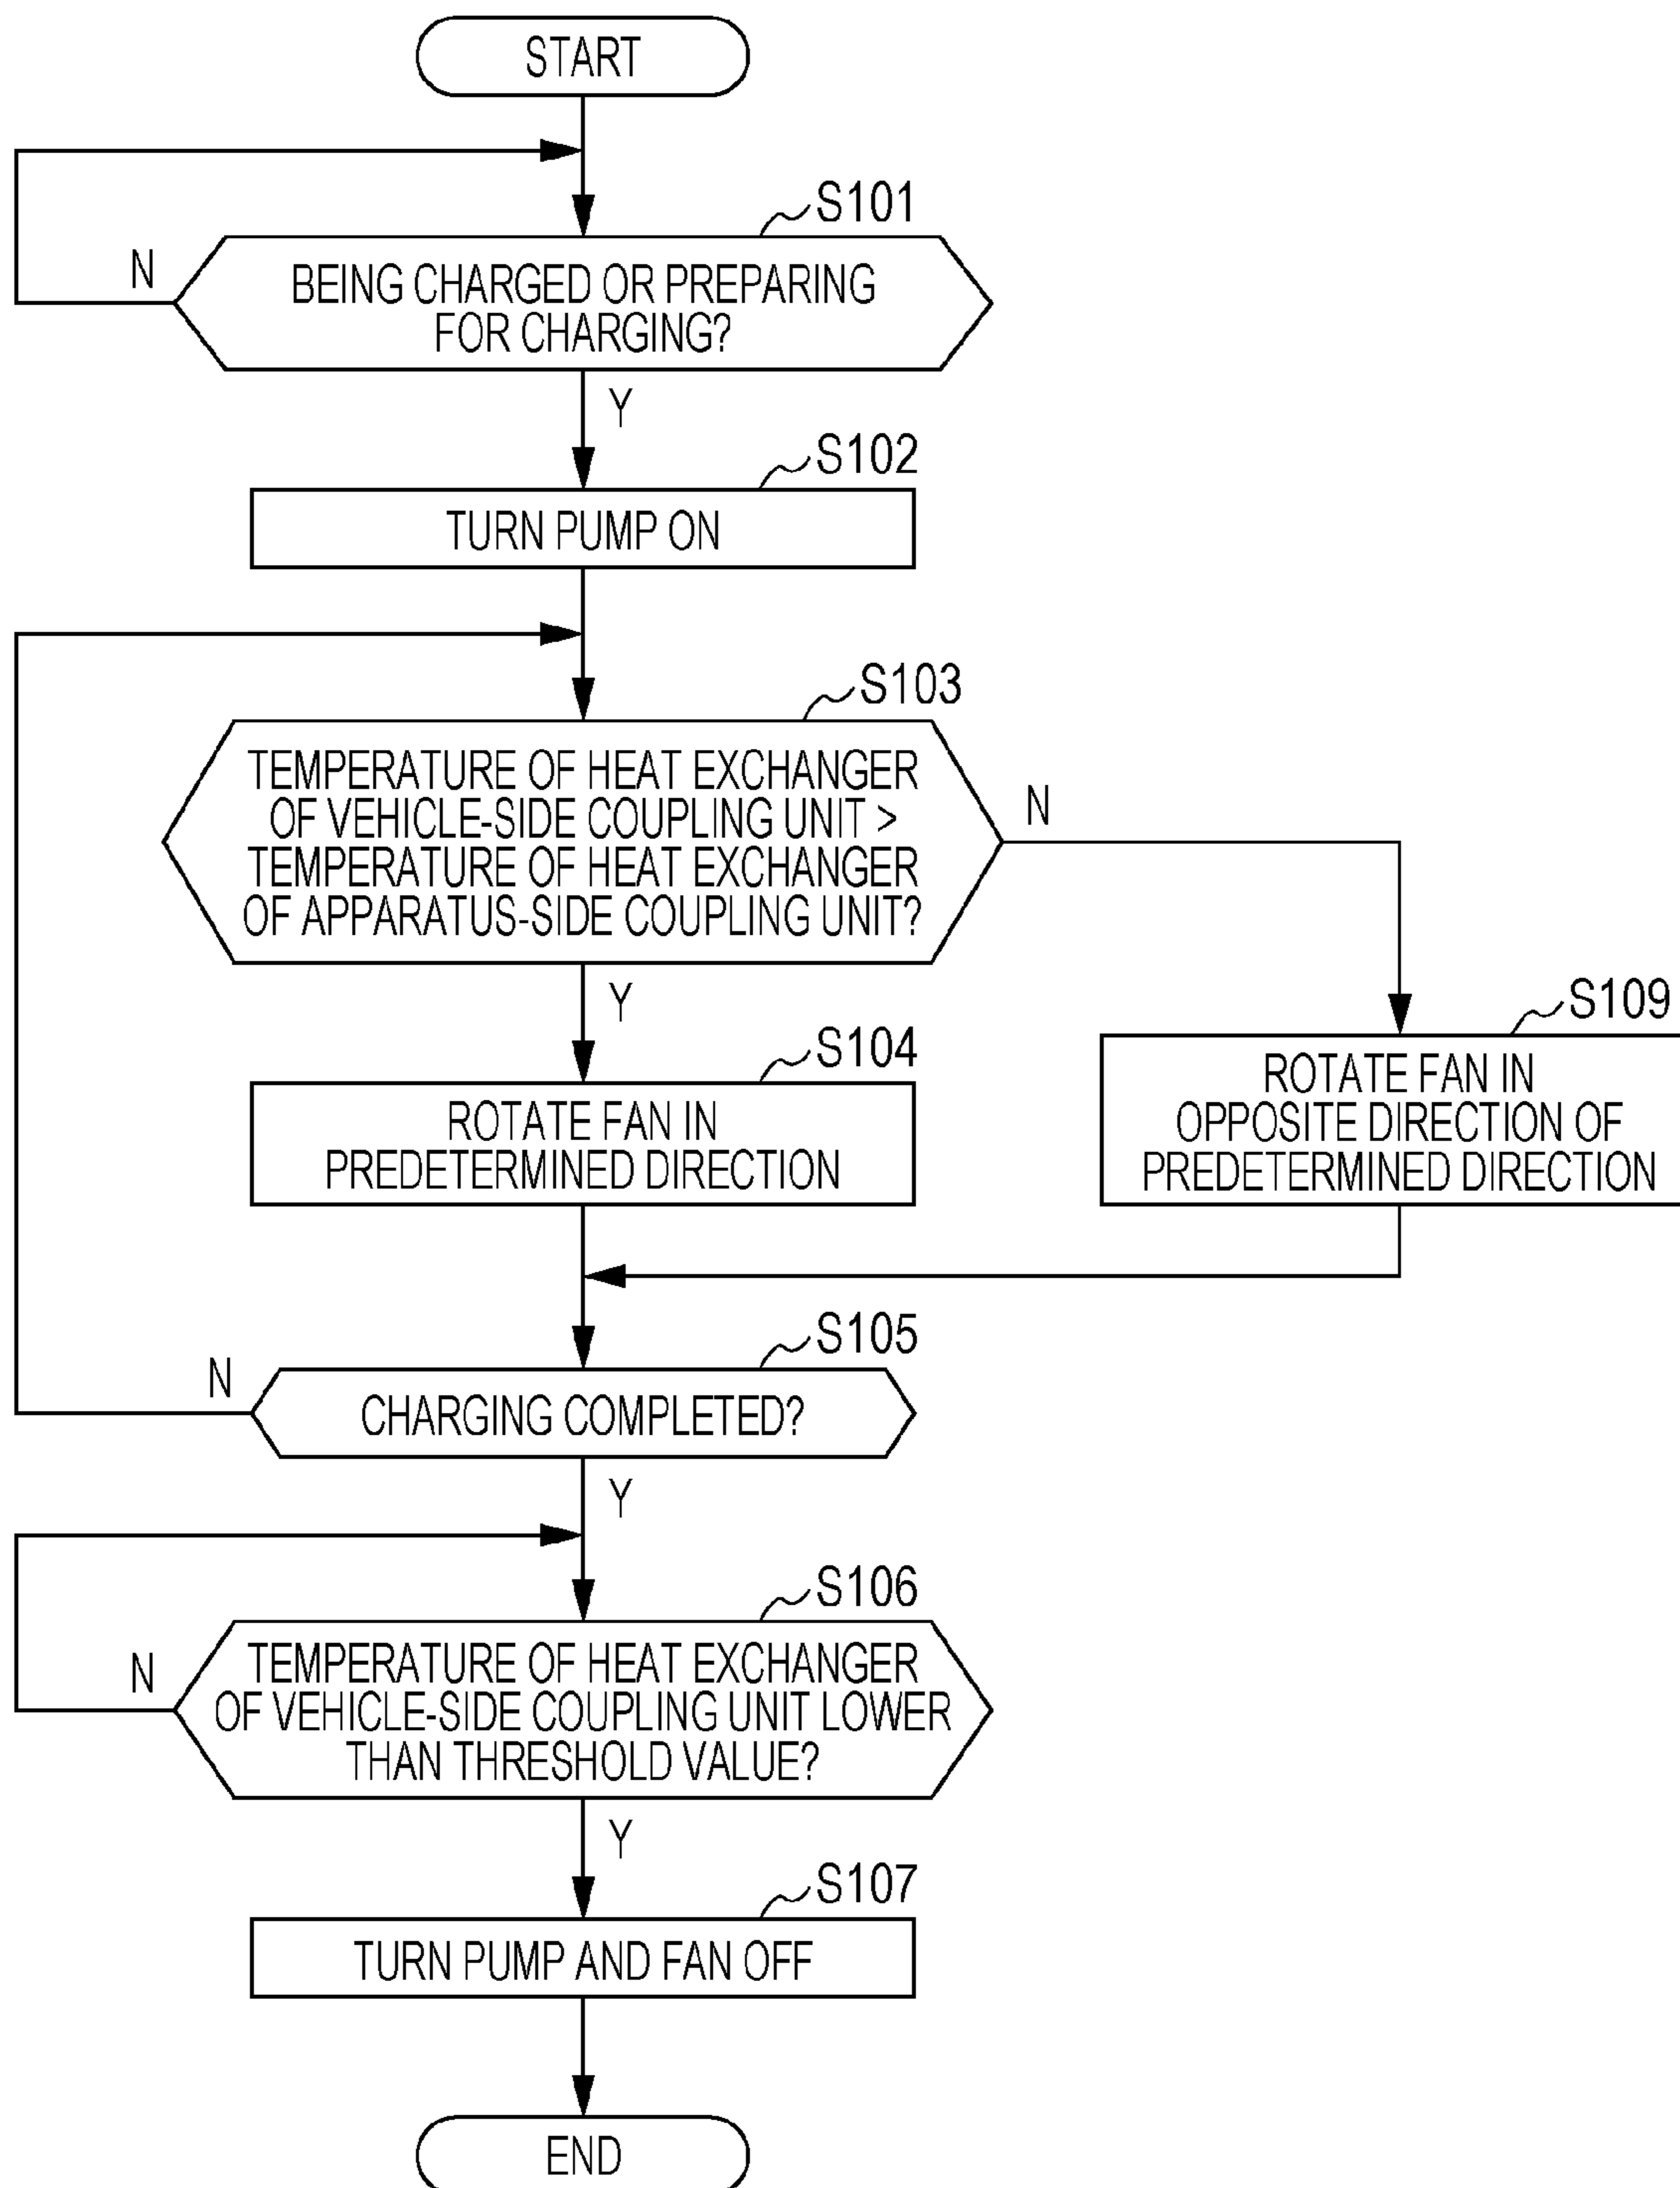 START
S101
N
BEING CHARGED OR PREPARING
FOR CHARGING?
Y
S102
TURN PUMP ON
S103
TEMPERATURE OF HEAT EXCHANGER
OF VEHICLE-SIDE COUPLING UNIT >
TEMPERATURE OF HEAT EXCHANGER
OF APPARATUS-SIDE COUPLING UNIT?
N
Y
S104
ROTATE FAN IN
PREDETERMINED DIRECTION
S109
ROTATE FAN IN
OPPOSITE DIRECTION OF
PREDETERMINED DIRECTION
S105
N
CHARGING COMPLETED?
Y
S106
N
TEMPERATURE OF HEAT EXCHANGER
OF VEHICLE-SIDE COUPLING UNIT LOWER
THAN THRESHOLD VALUE?
Y
S107
TURN PUMP AND FAN OFF
END